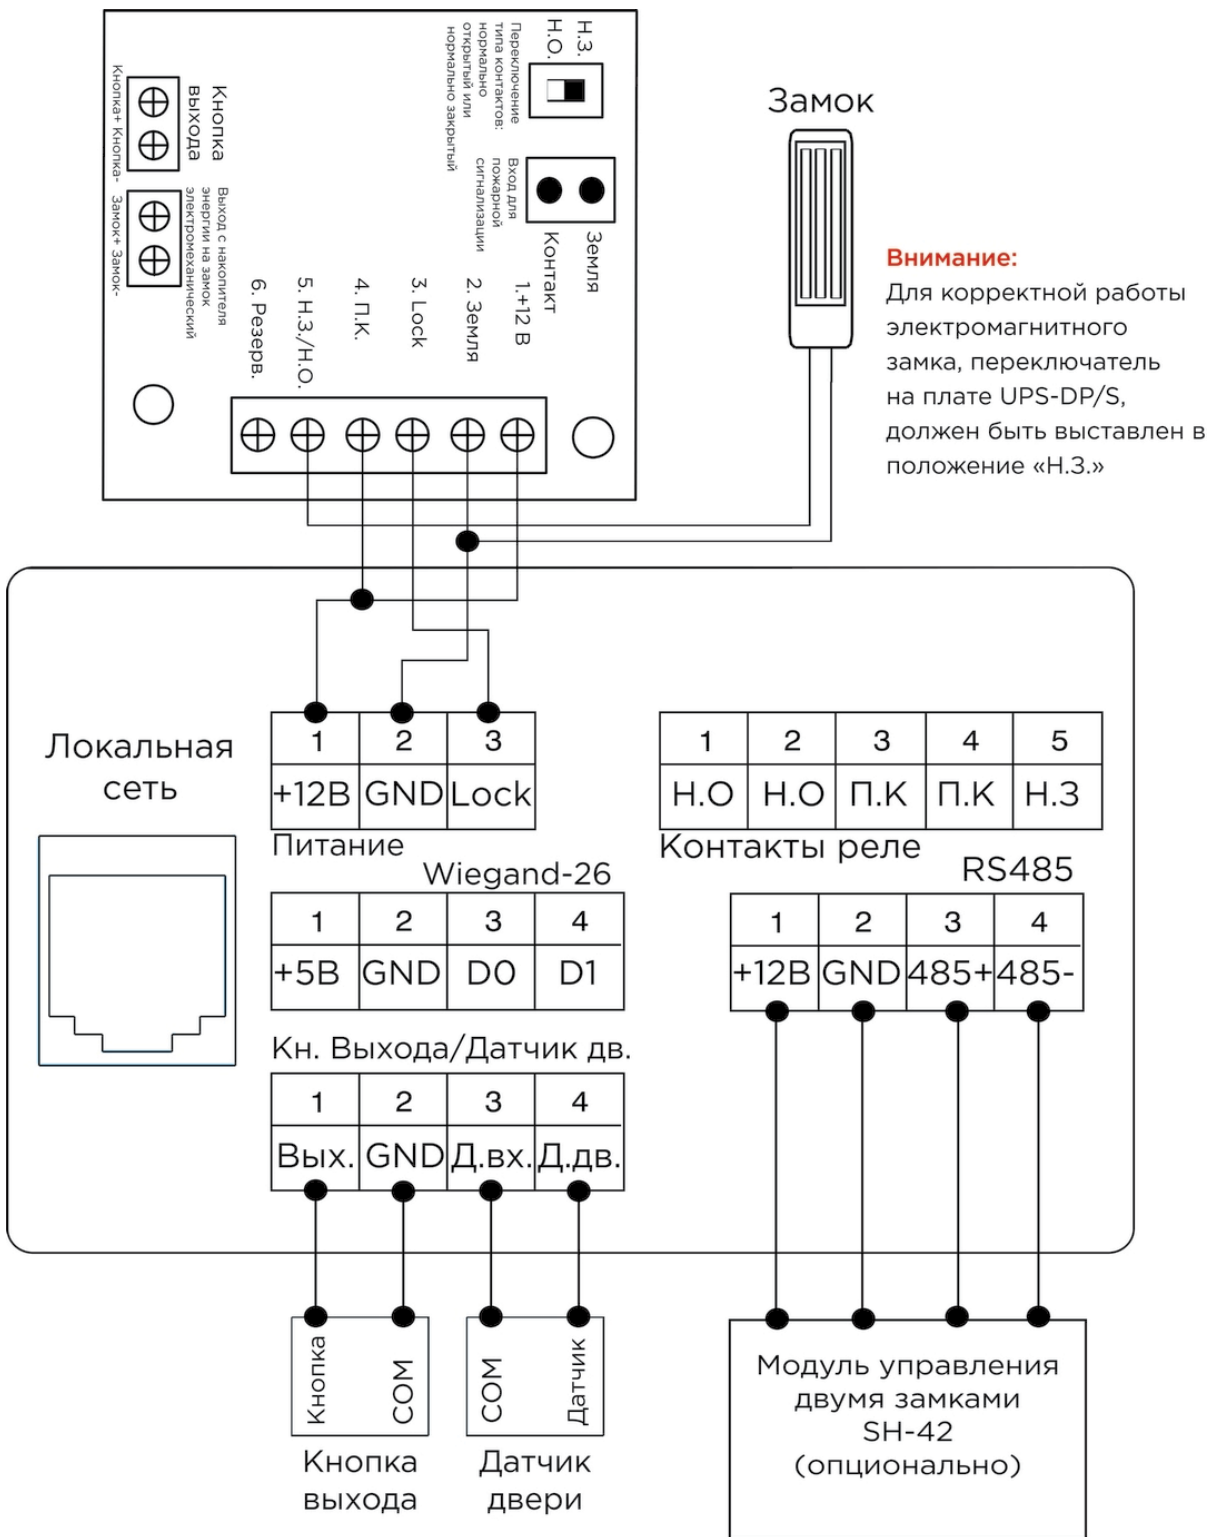 Н.О.
Н.З.
Переключение
типа контактов:
нормально
открытый или
нормально закрытый
Кнопка
выхода
Кнопка+ Кнопка-
Вход для
пожарной
сигнализации
Контакт
Земля
Выход с накопителя
энергии на замок
электромеханический
Замок+ Замок-
6. Резерв.
5. Н.З./Н.О.
4. П.К.
3. Lock
2. Земля
1.+12 В
Замок
Внимание:
Для корректной работы
электромагнитного
замка, переключатель
на плате UPS-DP/S,
должен быть выставлен в
положение «Н.З.»
Локальная
сеть
1 2 3
+12В GND Lock
Питание
1 2 3 4 5
Н.О Н.О П.К П.К Н.З
Контакты реле
Wiegand-26
1 2 3 4
+5В GND D0 D1
RS485
1 2 3 4
+12В GND 485+ 485-
Кн. Выхода/Датчик дв.
1 2 3 4
Вых. GND Д.вх. Д.дв.
Кнопка
COM
COM
Датчик
Кнопка
выхода
Датчик
двери
Модуль управления
двумя замками
SH-42
(опционально)